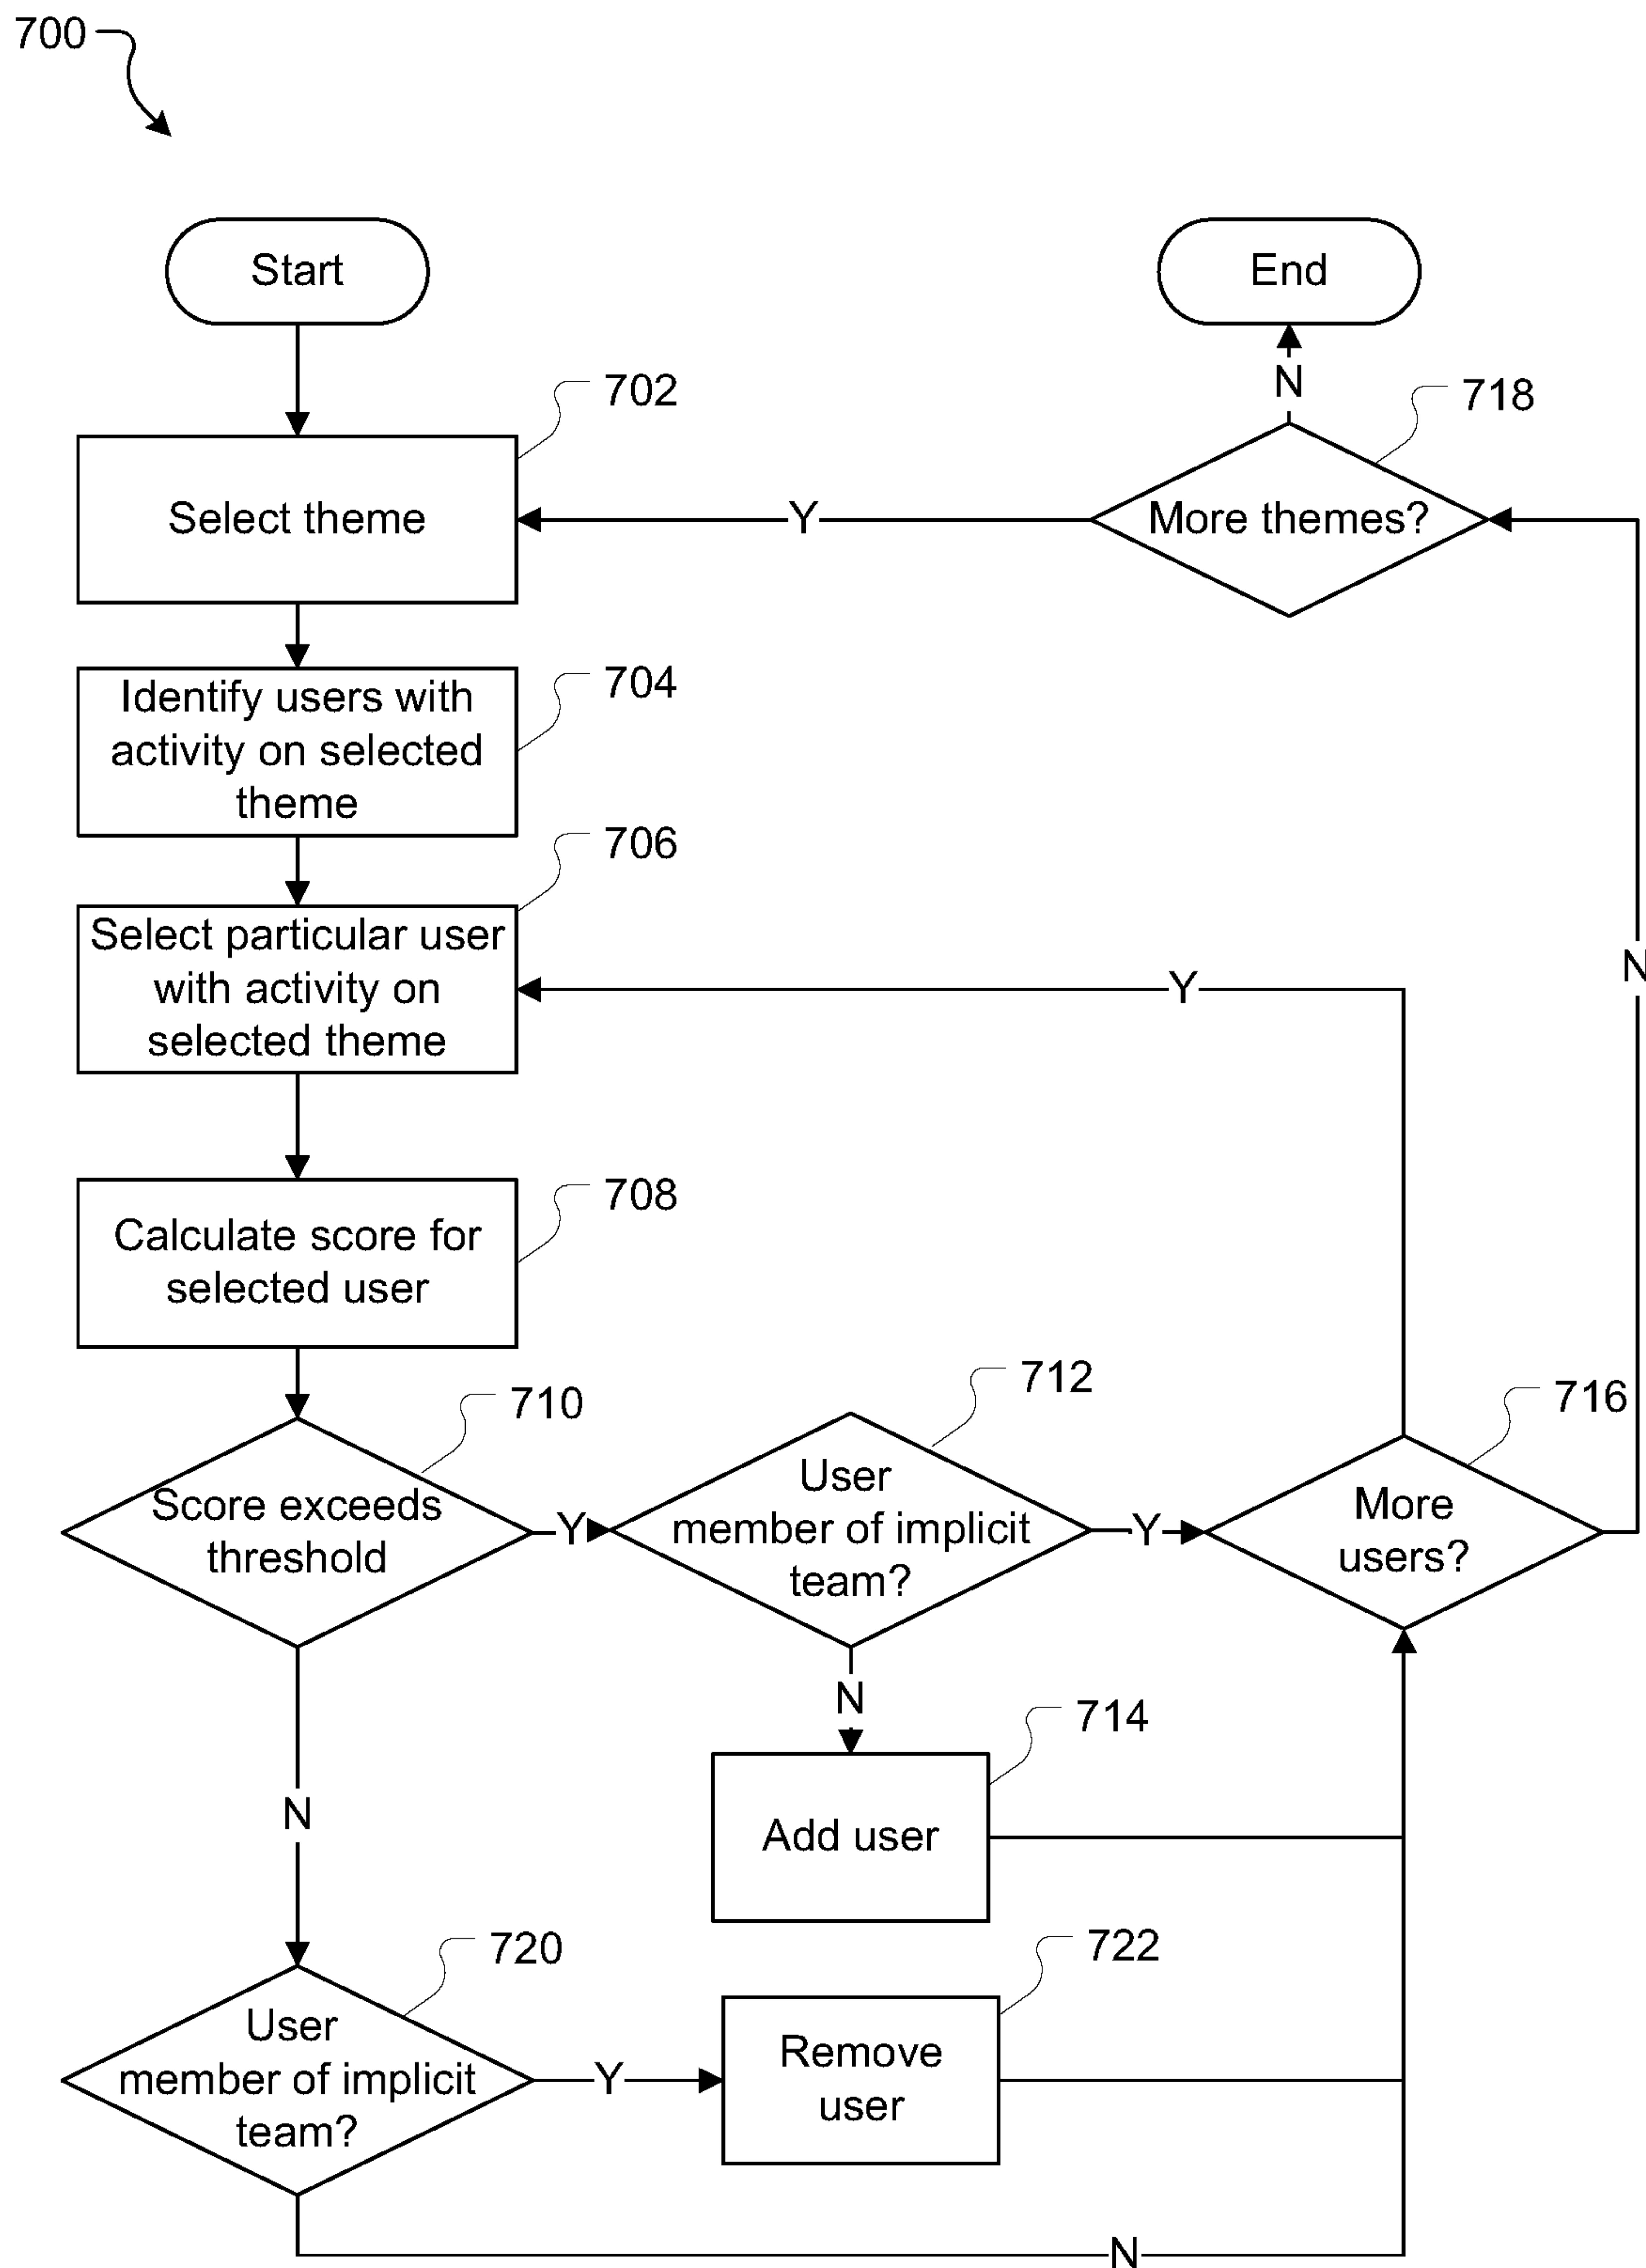 700
Start
End
702
718
Select theme
Y
More themes?
N
704
Identify users with
activity on selected
theme
706
Select particular user
with activity on
selected theme
Y
N
708
Calculate score for
selected user
710
712
716
Score exceeds
threshold
Y
User
member of implicit
team?
Y
More
users?
N
714
Add user
N
720
722
User
member of implicit
team?
Y
Remove
user
N